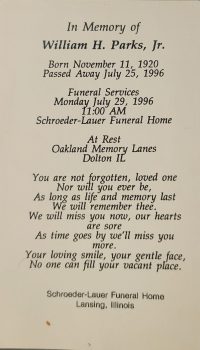 In Memory of
William H. Parks, Jr.
Born November 11, 1920
Passed Away July 25, 1996
Funeral Services
Monday July 29, 1996
11:00 AM
Schroeder-Lauer Funeral Home
At Rest
Oakland Memory Lanes
Dolton IL
You are not forgotten, loved one
Nor will you ever be,
As long as life and memory last
We will remember thee.
We will miss you now, our hearts
are sore
As time goes by we'll miss you
more.
Your loving smile, your gentle face,
No one can fill your vacant place.
Schroeder-Lauer Funeral Home
Lansing, Illinois